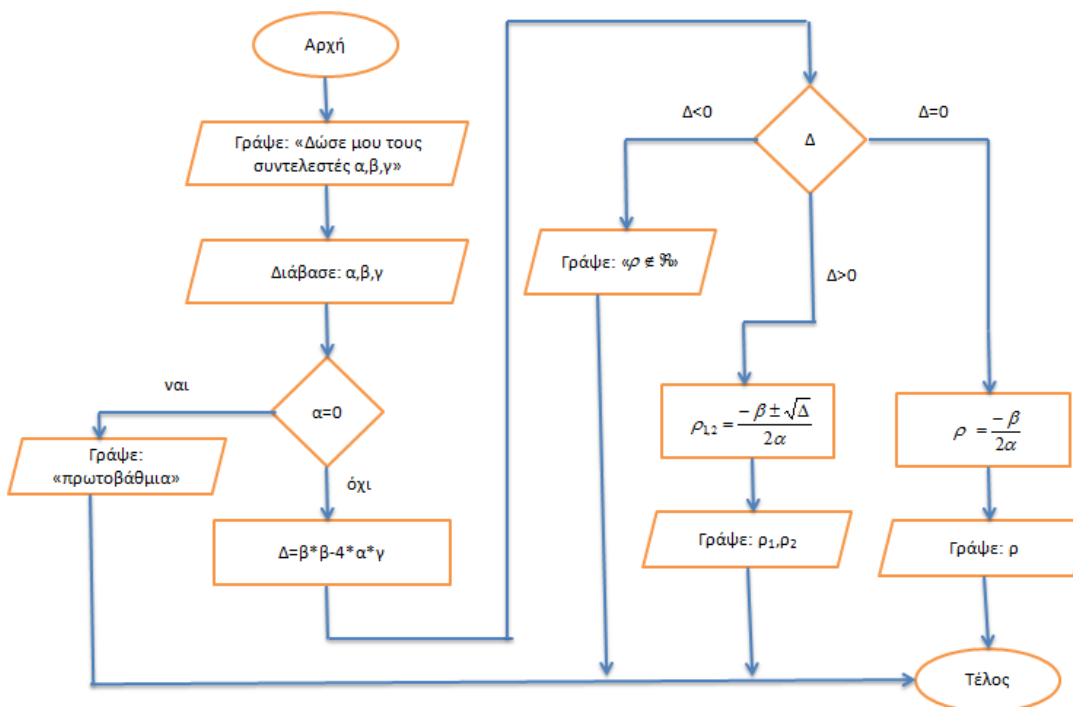 Αρχή
Γράψε: «Δώσε μου τους
συντελεστές α,β,γ»
Διάβασε: α,β,γ
α=0
ναι
Γράψε:
«πρωτοβάθμια»
όχι
Δ=β*β-4*α*γ
Δ
Δ<0
Γράψε: «ρ ∉ ℜ»
Δ>0
ρ₁,₂ = (−β ± √Δ) / 2α
Γράψε: ρ₁,ρ₂
Δ=0
ρ = −β / 2α
Γράψε: ρ
Τέλος